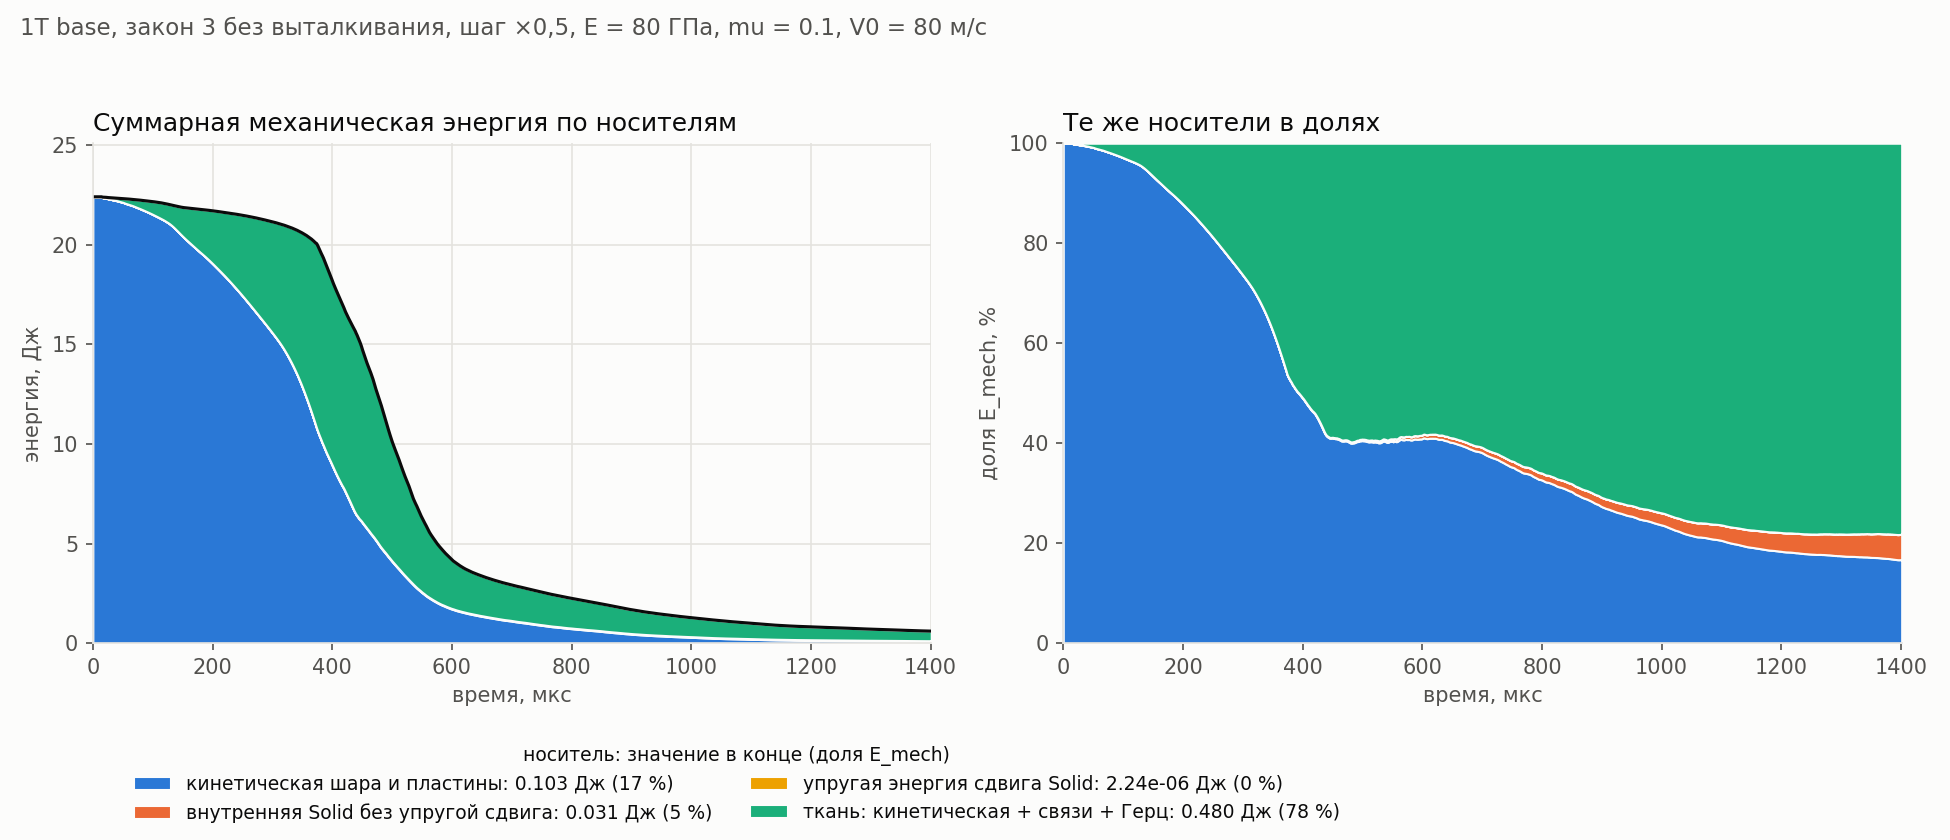 1T base, закон 3 без выталкивания, шаг ×0,5, E = 80 ГПа, mu = 0.1, V0 = 80 м/с
Суммарная механическая энергия по носителям
25
20
15
10
5
0
энергия, Дж
0 200 400 600 800 1000 1200 1400
время, мкс
Те же носители в долях
100
80
60
40
20
0
доля E_mech, %
0 200 400 600 800 1000 1200 1400
время, мкс
носитель: значение в конце (доля E_mech)
кинетическая шара и пластины: 0.103 Дж (17 %)
внутренняя Solid без упругой сдвига: 0.031 Дж (5 %)
упругая энергия сдвига Solid: 2.24e-06 Дж (0 %)
ткань: кинетическая + связи + Герц: 0.480 Дж (78 %)